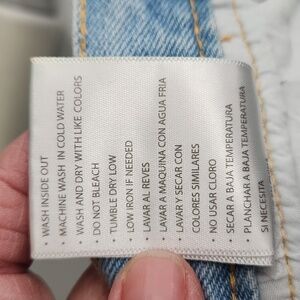 • WASH INSIDE OUT
• MACHINE WASH IN COLD WATER
• WASH AND DRY WITH LIKE COLORS
• DO NOT BLEACH
• TUMBLE DRY LOW
• LOW IRON IF NEEDED
• LAVAR AL REVES
• LAVAR A MAQUINA CON AGUA FRIA
• LAVAR Y SECAR CON
COLORES SIMILARES
• NO USAR CLORO
• SECAR A BAJA TEMPERATURA
• PLANCHAR A BAJA TEMPERATURA
SI NECESITA